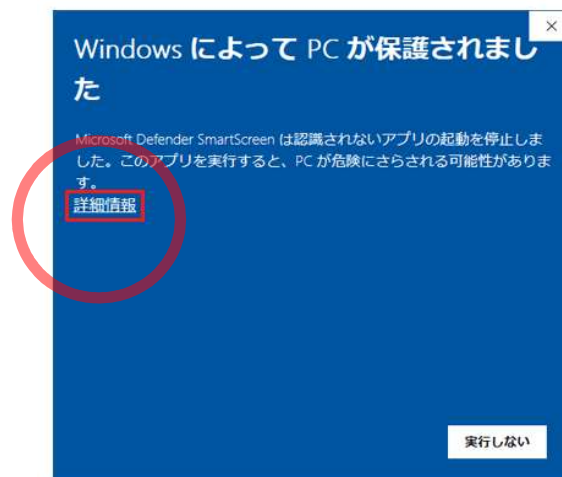 Windows によって PC が保護されまし
た
Microsoft Defender SmartScreen は認識されないアプリの起動を停止しま
した。このアプリを実行すると、PC が危険にさらされる可能性がありま
す。
詳細情報
実行しない